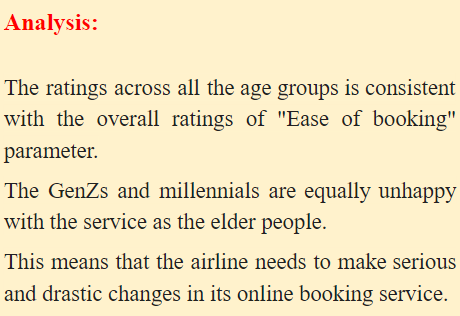 Analysis:
The ratings across all the age groups is consistent
with the overall ratings of "Ease of booking"
parameter.
The GenZs and millennials are equally unhappy
with the service as the elder people.
This means that the airline needs to make serious
and drastic changes in its online booking service.